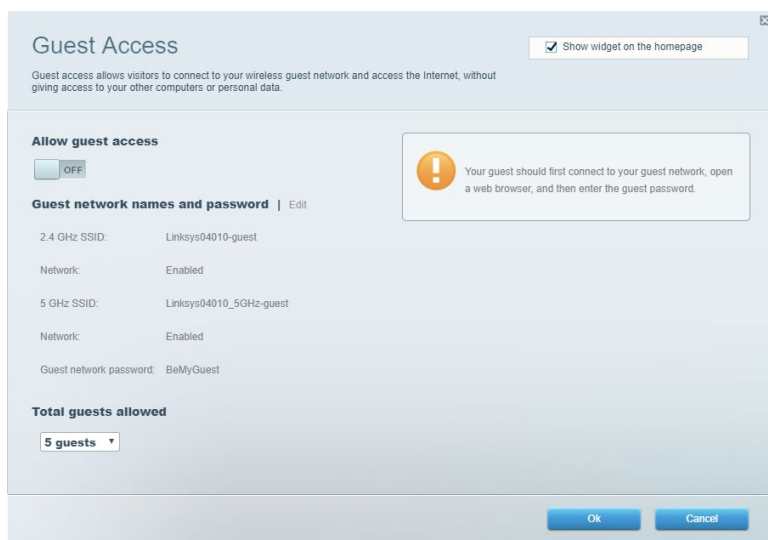 Guest Access
Show widget on the homepage
Guest access allows visitors to connect to your wireless guest network and access the Internet, without
giving access to your other computers or personal data.
Allow guest access
OFF
Your guest should first connect to your guest network, open
a web browser, and then enter the guest password.
Guest network names and password | Edit
2.4 GHz SSID: Linksys04010-guest
Network: Enabled
5 GHz SSID: Linksys04010_5GHz-guest
Network: Enabled
Guest network password: BeMyGuest
Total guests allowed
5 guests
Ok Cancel